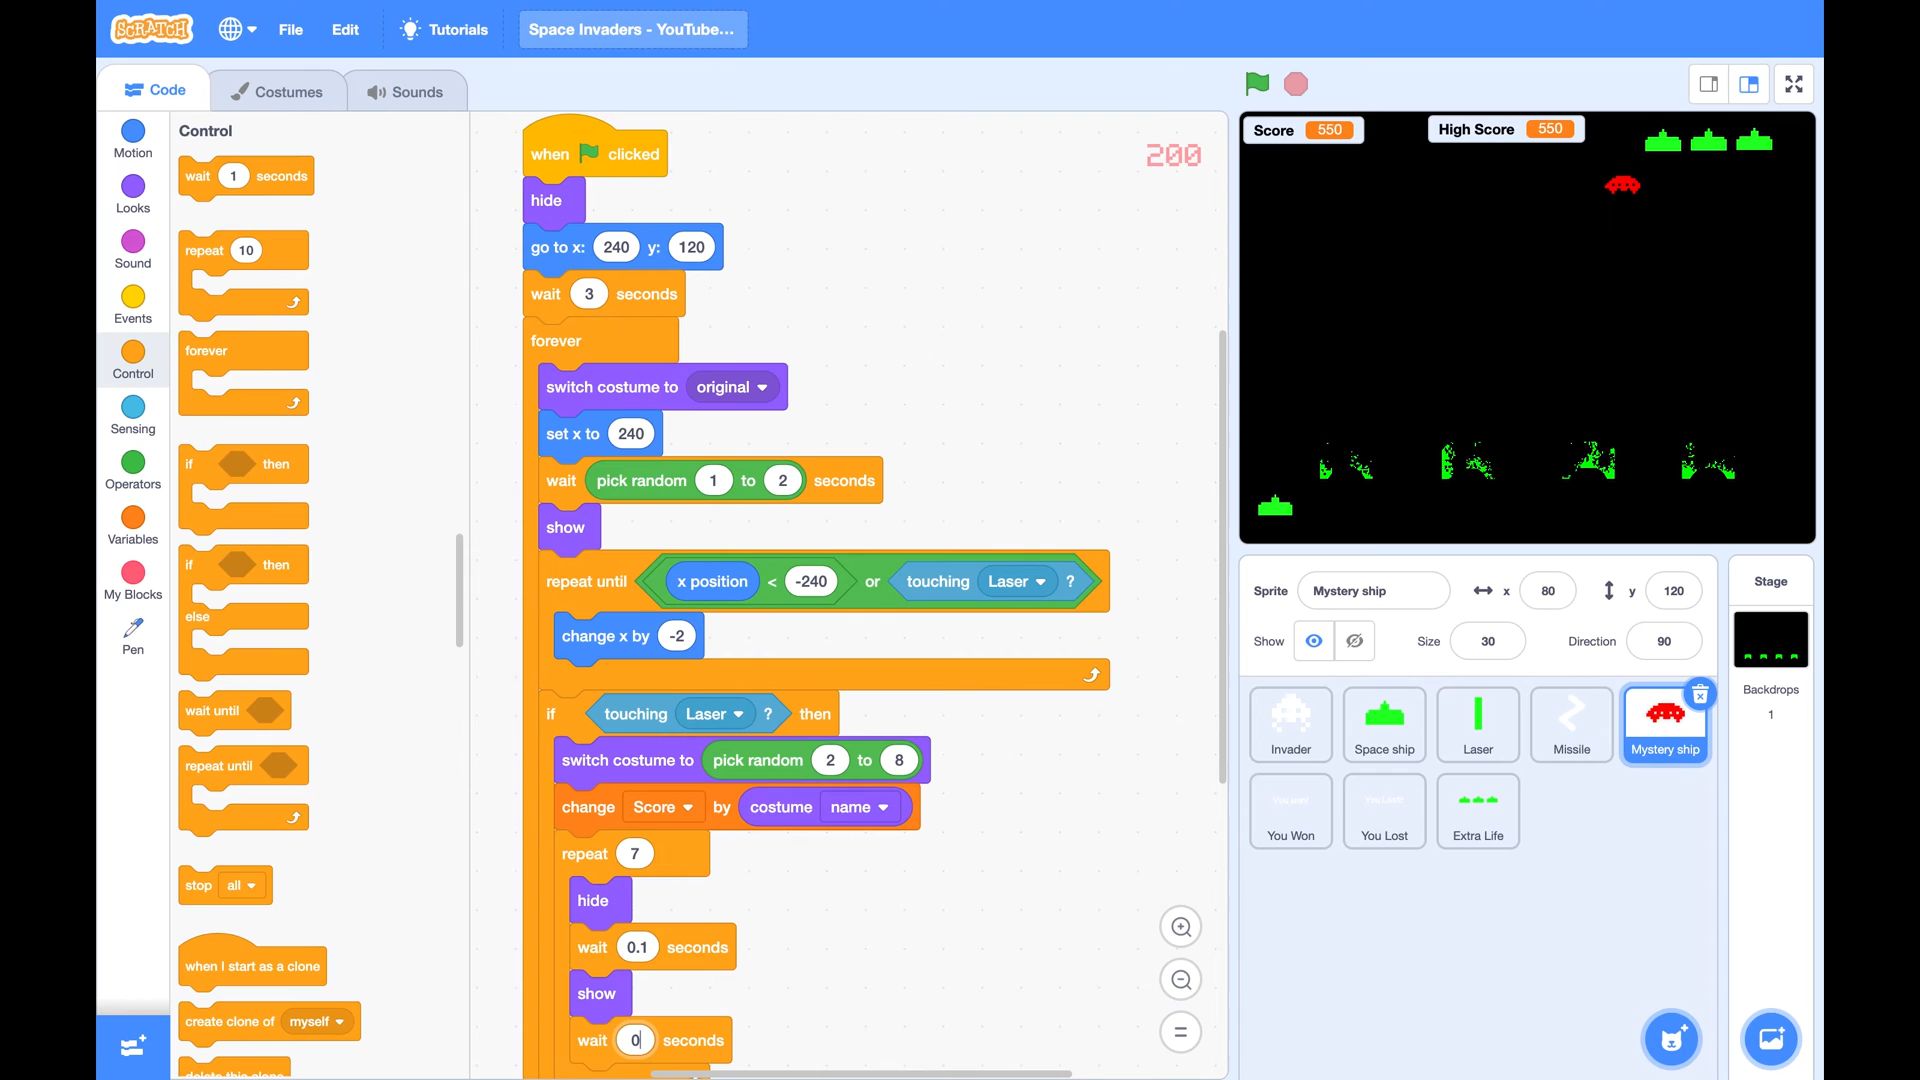 SCRATCH File Edit Tutorials Space Invaders - YouTube...
Code Costumes Sounds
Motion
Looks
Sound
Events
Control
Sensing
Operators
Variables
My Blocks
Pen
Control
wait 1 seconds
repeat 10
forever
if then
if then
else
wait until
repeat until
stop all
when I start as a clone
create clone of myself
delete this clone
when clicked
hide
go to x: 240 y: 120
wait 3 seconds
forever
switch costume to original
set x to 240
wait pick random 1 to 2 seconds
show
repeat until x position < -240 or touching Laser ?
change x by -2
if touching Laser ? then
switch costume to pick random 2 to 8
change Score by costume name
repeat 7
hide
wait 0.1 seconds
show
wait 0 seconds
200
Score 550 High Score 550
Sprite Mystery ship x 80 y 120
Show Size 30 Direction 90
Invader Space ship Laser Missile Mystery ship
You Won You Lost Extra Life
Stage
Backdrops
1